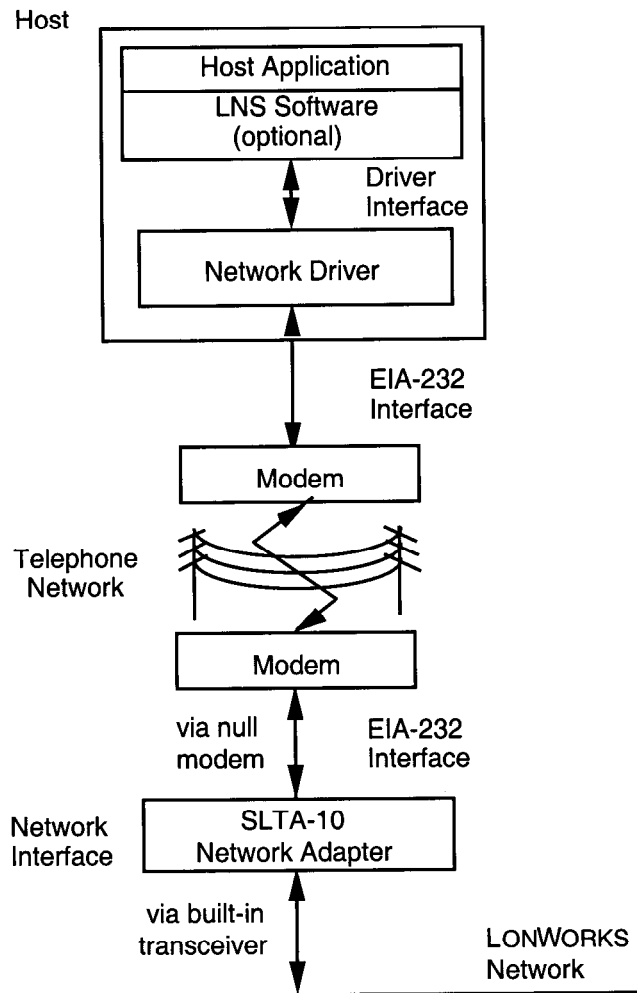 Host
Host Application
LNS Software
(optional)
Driver
Interface
Network Driver
EIA-232
Interface
Modem
Telephone
Network
Modem
via null
modem
EIA-232
Interface
Network
Interface
SLTA-10
Network Adapter
via built-in
transceiver
LONWORKS
Network